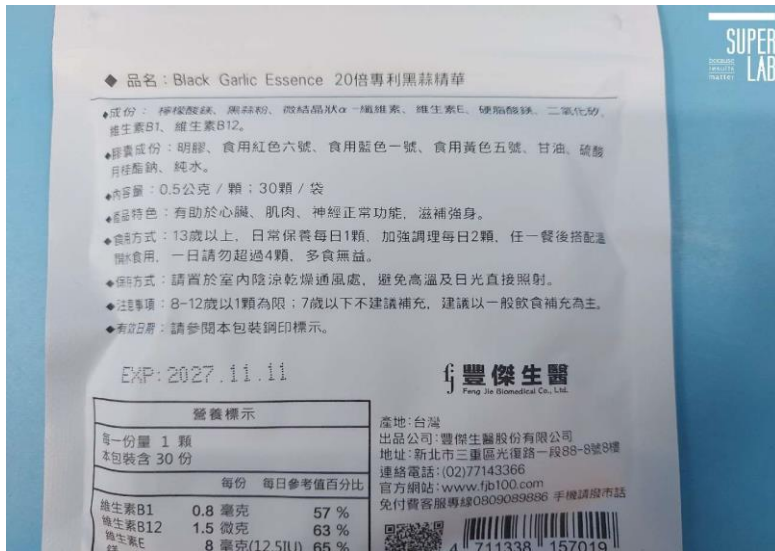 SUPER
LAB
because
results
matter
◆ 品名：Black Garlic Essence 20倍專利黑蒜精華
◆成份：檸檬酸鎂、黑蒜粉、微結晶狀α-纖維素、維生素E、硬脂酸鎂、二氧化矽、
維生素B1、維生素B12。
◆膠囊成份：明膠、食用紅色六號、食用藍色一號、食用黃色五號、甘油、硫酸
月桂酯鈉、純水。
◆內容量：0.5公克 / 顆；30顆 / 袋
◆產品特色：有助於心臟、肌肉、神經正常功能，滋補強身。
◆食用方式：13歲以上，日常保養每日1顆，加強調理每日2顆，任一餐後搭配溫
開水食用，一日請勿超過4顆，多食無益。
◆保存方式：請置於室內陰涼乾燥通風處，避免高溫及日光直接照射。
◆注意事項：8-12歲以1顆為限；7歲以下不建議補充，建議以一般飲食補充為主。
◆有效日期：請參閱本包裝鋼印標示。
EXP:2027.11.11
fj 豐傑生醫
Feng Jie Biomedical Co., Ltd.
營養標示
每一份量 1 顆
本包裝含 30 份
每份 每日參考值百分比
維生素B1 0.8 毫克 57 %
維生素B12 1.5 微克 63 %
維生素E 8 毫克(12.5IU) 65 %
鎂
產地：台灣
出品公司：豐傑生醫股份有限公司
地址：新北市三重區光復路一段88-8號8樓
連絡電話：(02)77143366
官方網站：www.fjb100.com
免付費客服專線0809089886 手機請撥市話
4 711338 157019